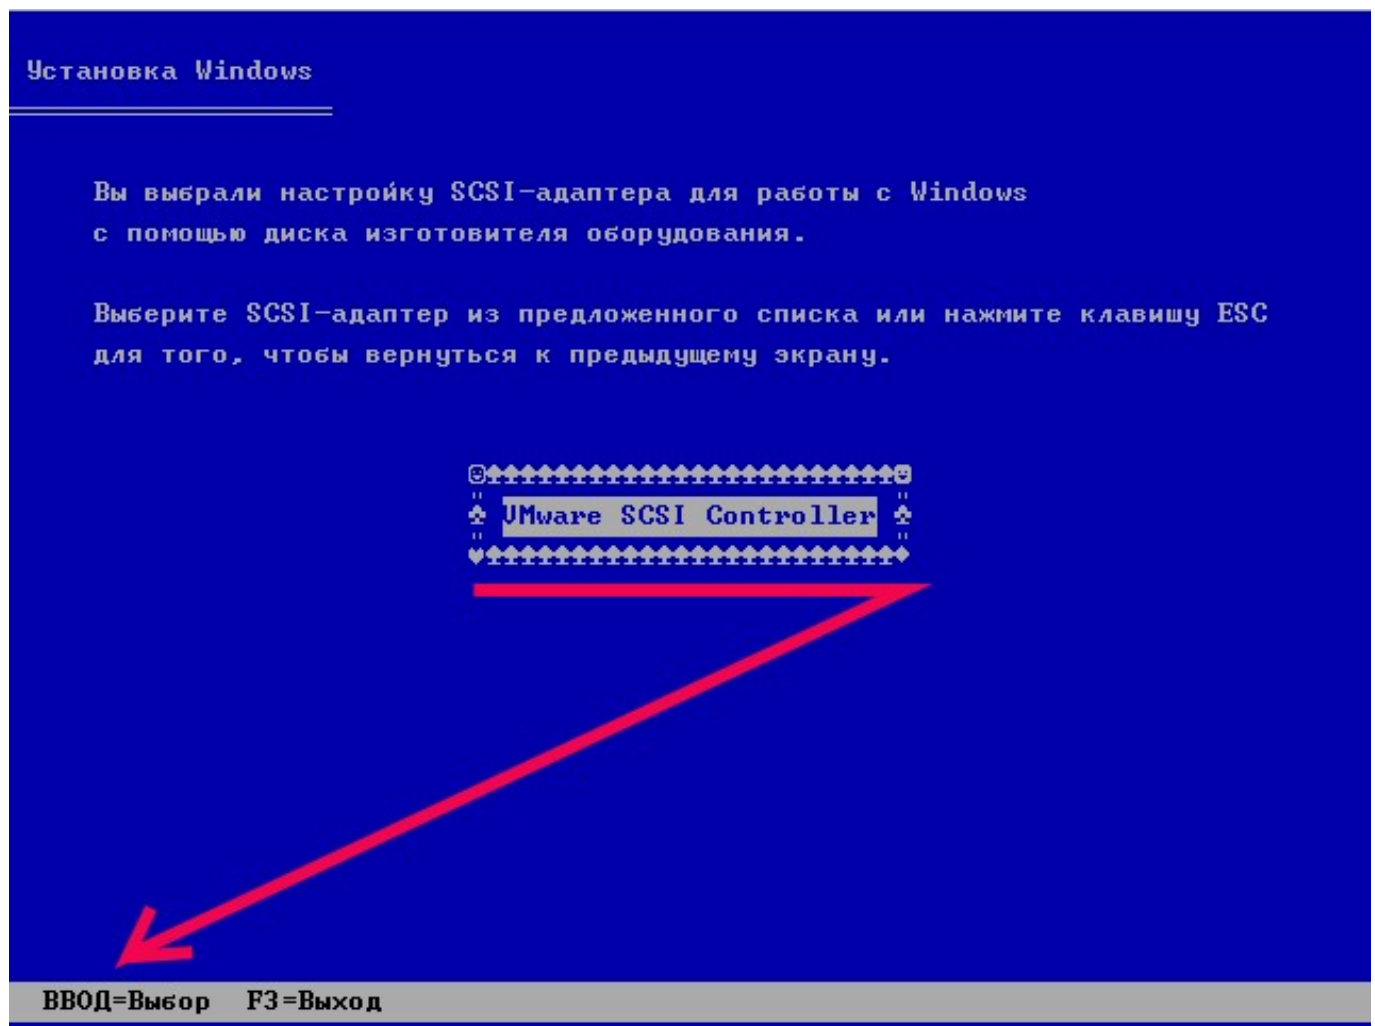 Установка Windows
Вы выбрали настройку SCSI-адаптера для работы с Windows
с помощью диска изготовителя оборудования.
Выберите SCSI-адаптер из предложенного списка или нажмите клавишу ESC
для того, чтобы вернуться к предыдущему экрану.
VMware SCSI Controller
ВВОД=Выбор F3=Выход